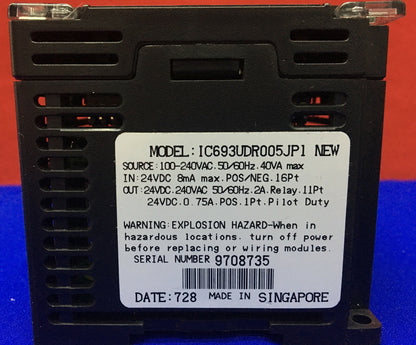 MODEL:IC693UDR005JP1 NEW
SOURCE:100-240VAC.50/60Hz.40VA max
IN:24VDC 8mA max.POS/NEG.16Pt
OUT:24VDC.240VAC 50/60Hz.2A.Relay.11Pt
24VDC.0.75A.POS.1Pt.Pilot Duty
WARNING:EXPLOSION HAZARD-When in
hazardous locations. turn off power
before replacing or wiring modules.
SERIAL NUMBER 9708735
DATE:728 MADE IN SINGAPORE